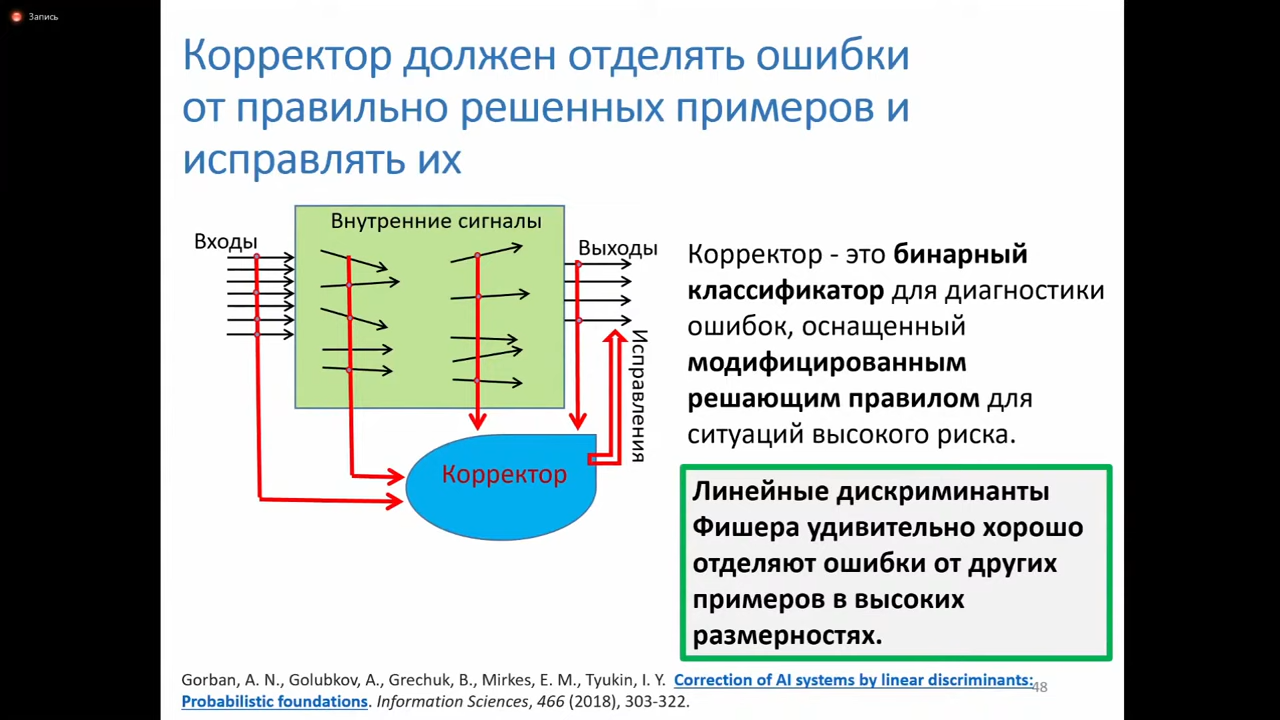 Запись
Корректор должен отделять ошибки
от правильно решенных примеров и
исправлять их
Внутренние сигналы
Входы
Выходы
Исправления
Корректор
Корректор - это бинарный
классификатор для диагностики
ошибок, оснащенный
модифицированным
решающим правилом для
ситуаций высокого риска.
Линейные дискриминанты
Фишера удивительно хорошо
отделяют ошибки от других
примеров в высоких
размерностях.
Gorban, A. N., Golubkov, A., Grechuk, B., Mirkes, E. M., Tyukin, I. Y. Correction of AI systems by linear discriminants:
Probabilistic foundations. Information Sciences, 466 (2018), 303-322.
48